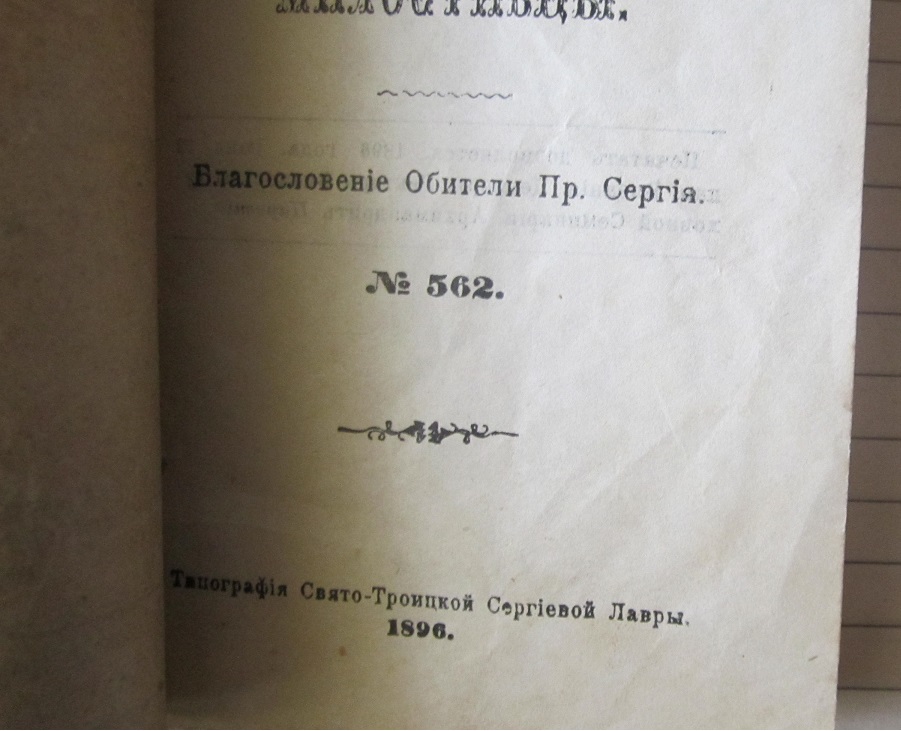 Благословеніе Обители Пр. Сергія.
№ 562.
Типографія Свято-Троицкой Сергіевой Лавры.
1896.